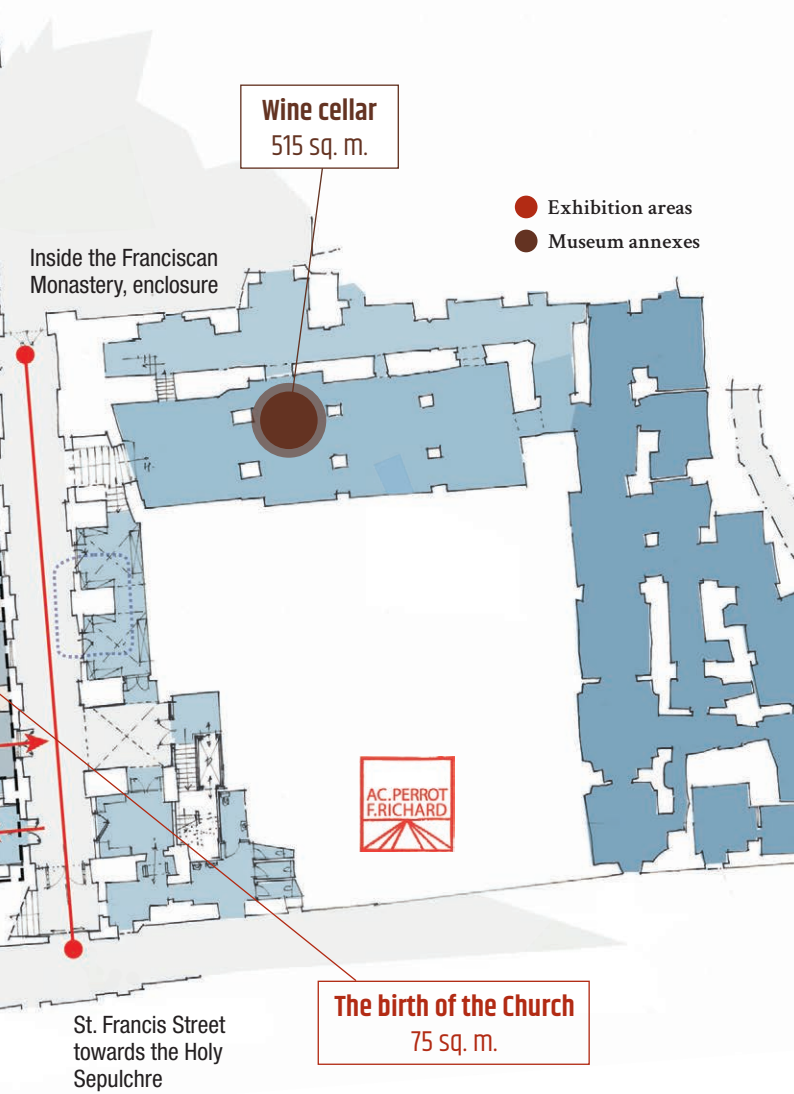 Wine cellar
515 sq. m.
Exhibition areas
Museum annexes
Inside the Franciscan
Monastery, enclosure
AC.PERROT
F.RICHARD
The birth of the Church
75 sq. m.
St. Francis Street
towards the Holy
Sepulchre